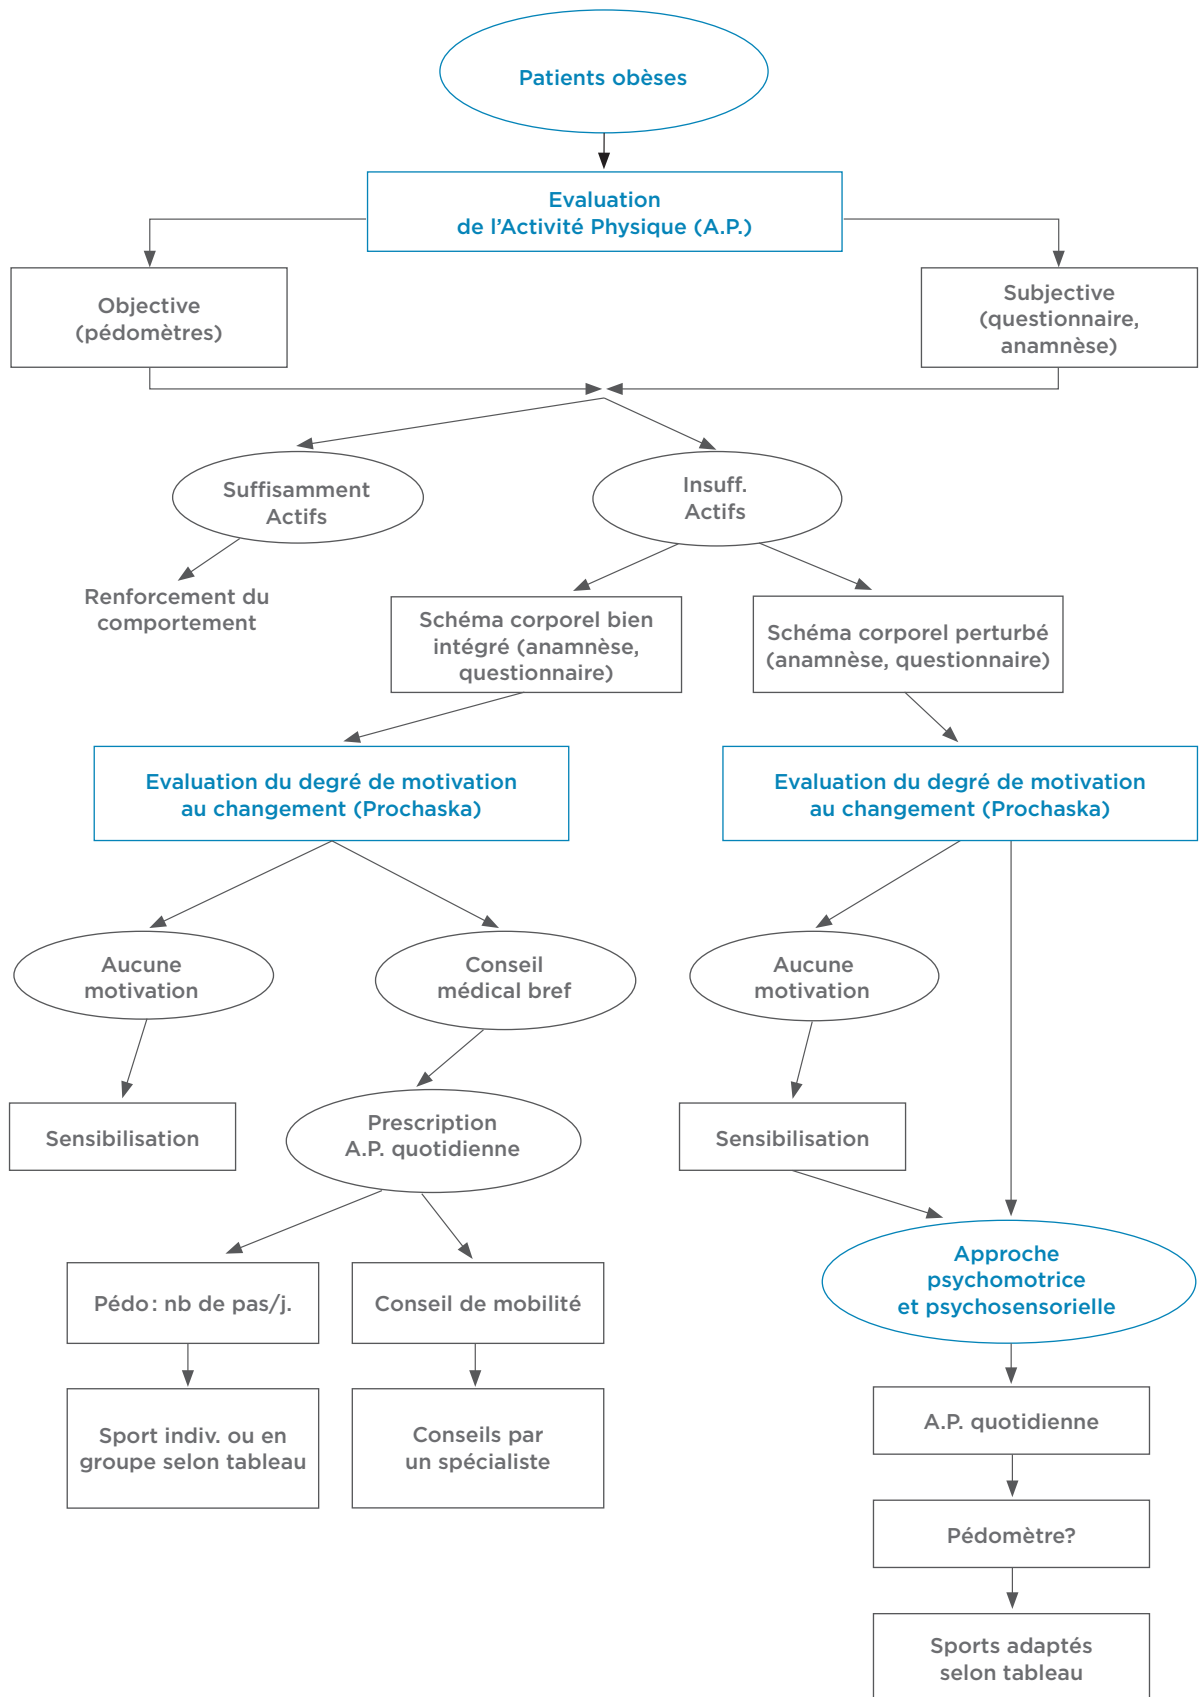 Patients obèses
Evaluation
de l’Activité Physique (A.P.)
Objective
(pédomètres)
Subjective
(questionnaire,
anamnèse)
Suffisamment
Actifs
Insuff.
Actifs
Renforcement du
comportement
Schéma corporel bien
intégré (anamnèse,
questionnaire)
Schéma corporel perturbé
(anamnèse, questionnaire)
Evaluation du degré de motivation
au changement (Prochaska)
Evaluation du degré de motivation
au changement (Prochaska)
Aucune
motivation
Conseil
médical bref
Aucune
motivation
Sensibilisation
Prescription
A.P. quotidienne
Sensibilisation
Pédo : nb de pas/j.
Conseil de mobilité
Approche
psychomotrice
et psychosensorielle
Sport indiv. ou en
groupe selon tableau
Conseils par
un spécialiste
A.P. quotidienne
Pédomètre?
Sports adaptés
selon tableau